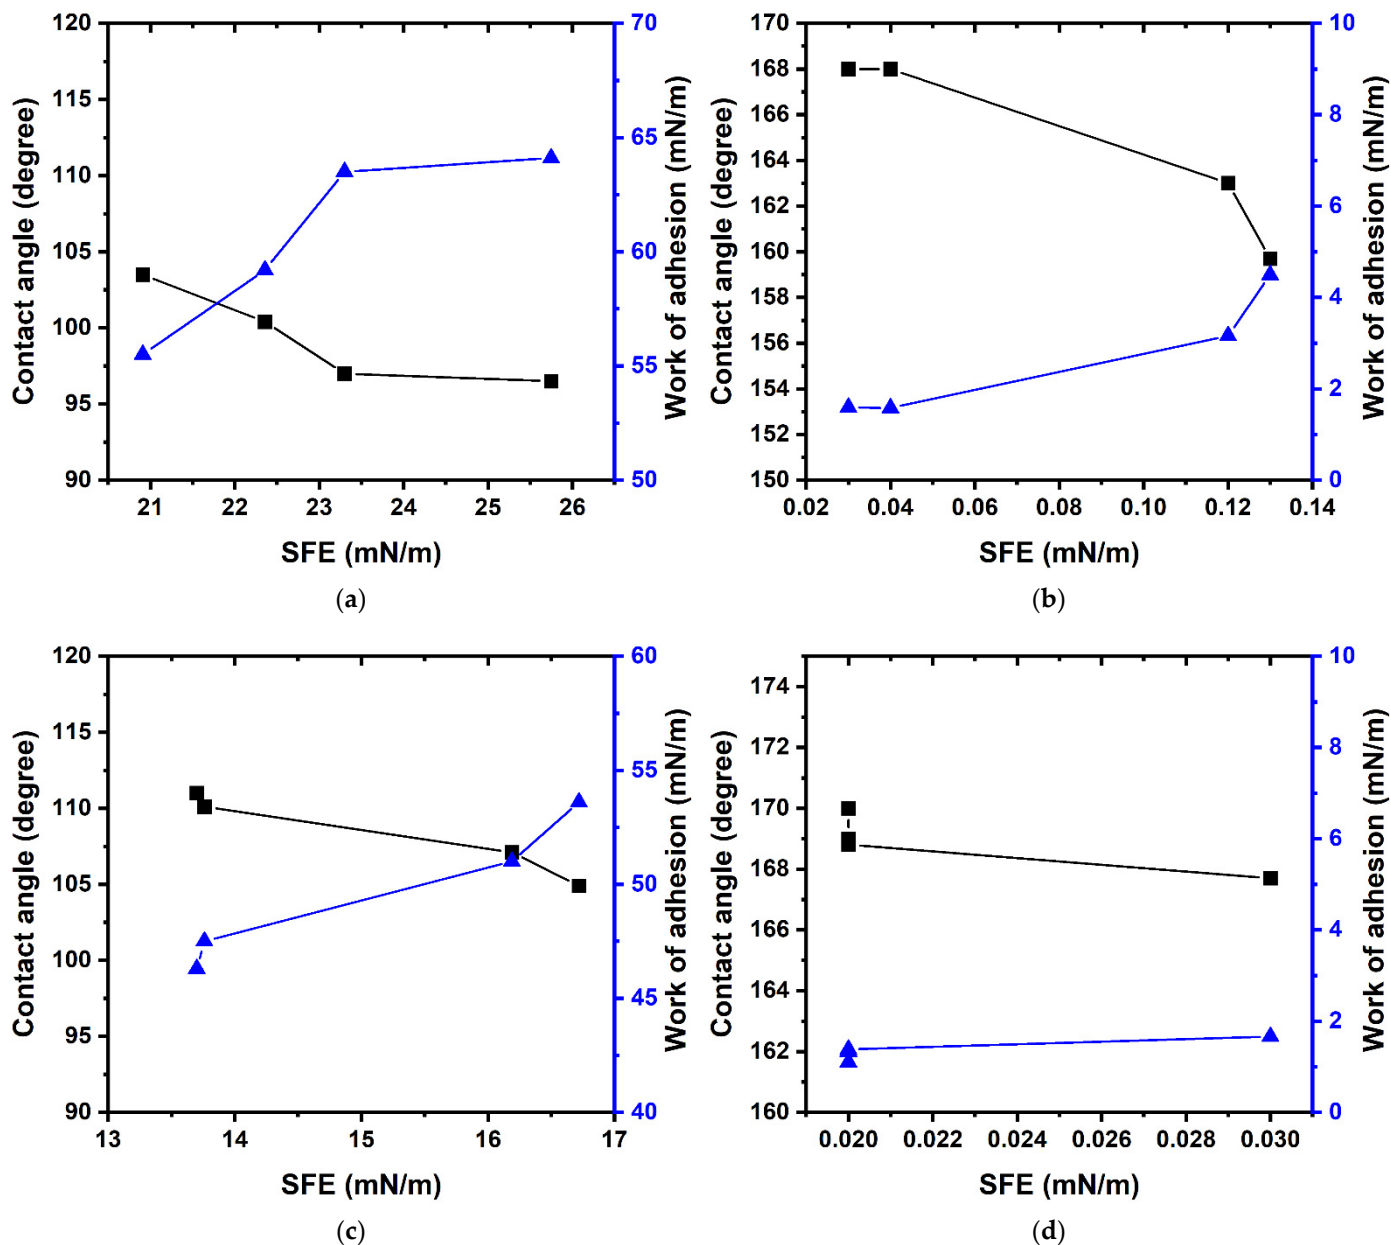 120
115
110
105
100
95
90
Contact angle (degree)
70
65
60
55
50
Work of adhesion (mN/m)
21 22 23 24 25 26
SFE (mN/m)
(a)
170
168
166
164
162
160
158
156
154
152
150
Contact angle (degree)
10
8
6
4
2
0
Work of adhesion (mN/m)
0.02 0.04 0.06 0.08 0.10 0.12 0.14
SFE (mN/m)
(b)
120
115
110
105
100
95
90
Contact angle (degree)
60
55
50
45
40
Work of adhesion (mN/m)
13 14 15 16 17
SFE (mN/m)
(c)
174
172
170
168
166
164
162
160
Contact angle (degree)
10
8
6
4
2
0
Work of adhesion (mN/m)
0.020 0.022 0.024 0.026 0.028 0.030
SFE (mN/m)
(d)